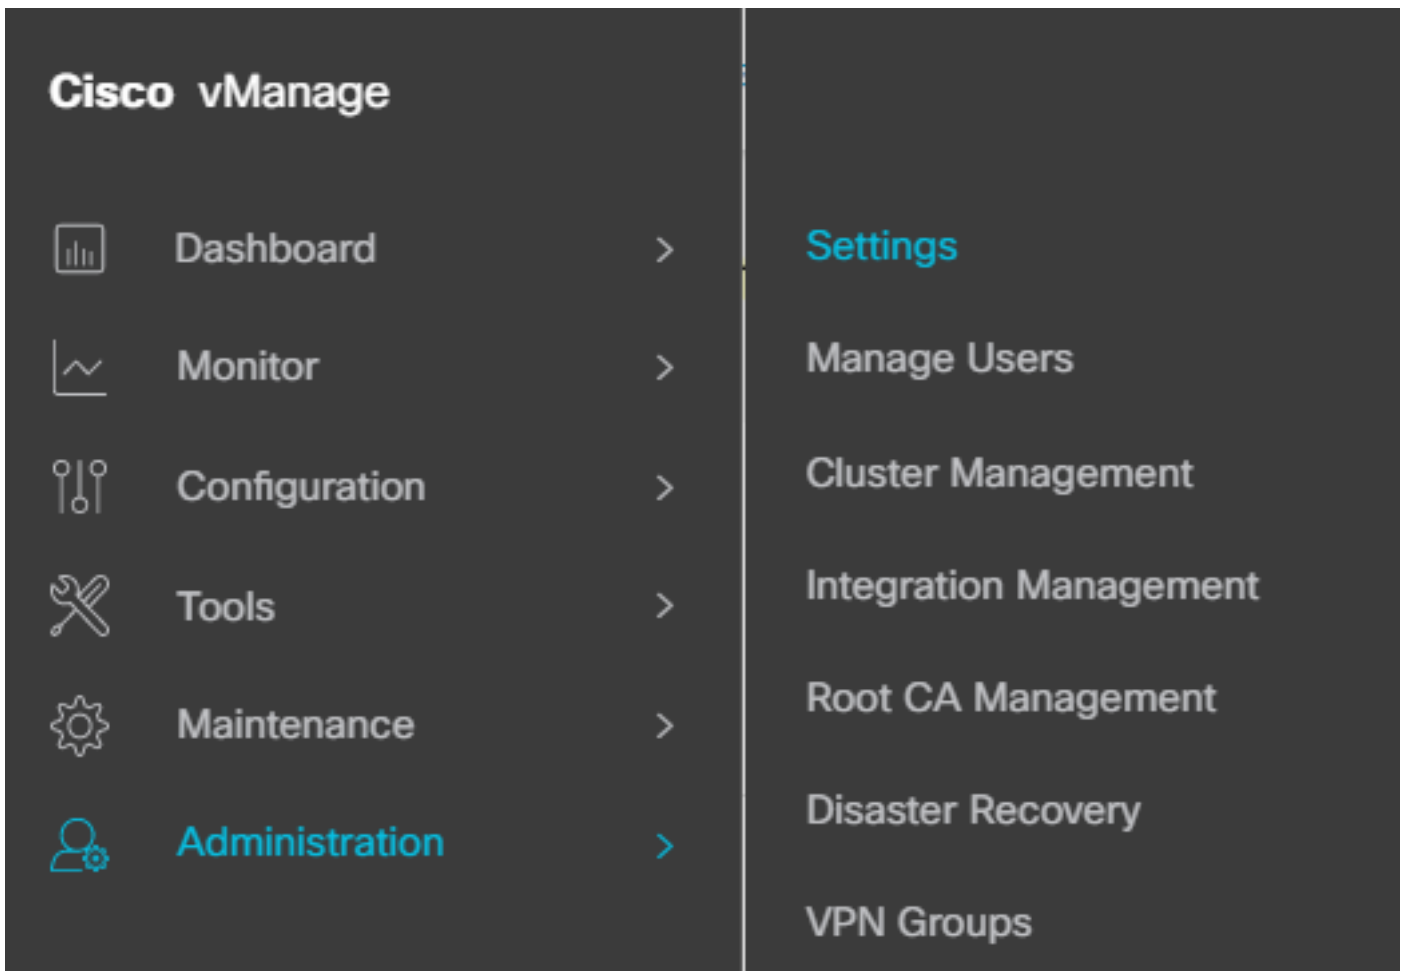 Cisco vManage
Dashboard
Monitor
Configuration
Tools
Maintenance
Administration
Settings
Manage Users
Cluster Management
Integration Management
Root CA Management
Disaster Recovery
VPN Groups